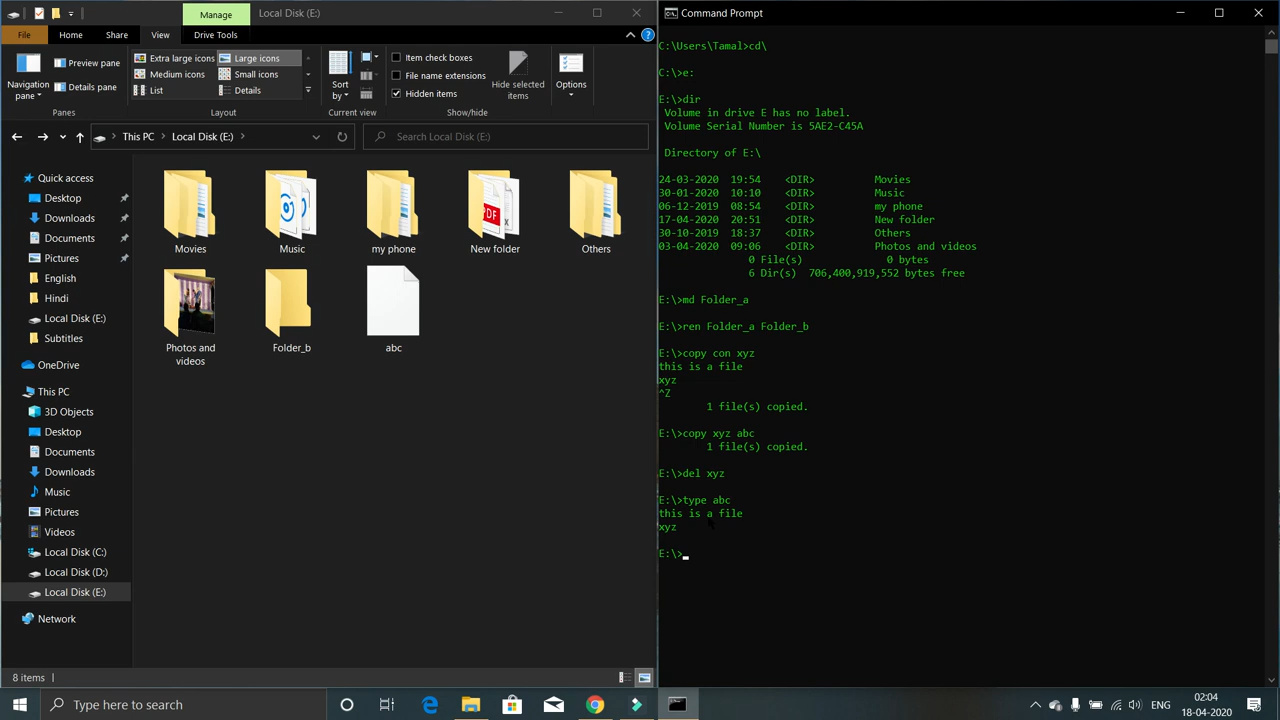 Manage
Local Disk (E:)
File
Home
Share
View
Drive Tools
Navigation
pane
Preview pane
Details pane
Extra large icons
Large icons
Medium icons
Small icons
List
Details
Sort
by
Item check boxes
File name extensions
Hidden items
Hide selected
items
Options
Panes
Layout
Current view
Show/hide
This PC
Local Disk (E:)
Search Local Disk (E:)
Quick access
Desktop
Downloads
Documents
Pictures
English
Hindi
Local Disk (E:)
Subtitles
OneDrive
This PC
3D Objects
Desktop
Documents
Downloads
Music
Pictures
Videos
Local Disk (C:)
Local Disk (D:)
Local Disk (E:)
Network
Movies
Music
my phone
New folder
Others
PDF
Photos and
videos
Folder_b
abc
8 items
Command Prompt
C:\Users\Tamal>cd\
C:\>e:
E:\>dir
Volume in drive E has no label.
Volume Serial Number is 5AE2-C45A
Directory of E:\
24-03-2020 19:54 <DIR> Movies
30-01-2020 10:10 <DIR> Music
06-12-2019 08:54 <DIR> my phone
17-04-2020 20:51 <DIR> New folder
30-10-2019 18:37 <DIR> Others
03-04-2020 09:06 <DIR> Photos and videos
0 File(s) 0 bytes
6 Dir(s) 706,400,919,552 bytes free
E:\>md Folder_a
E:\>ren Folder_a Folder_b
E:\>copy con xyz
this is a file
xyz
^Z
1 file(s) copied.
E:\>copy xyz abc
1 file(s) copied.
E:\>del xyz
E:\>type abc
this is a file
xyz
E:\>
Type here to search
ENG
02:04
18-04-2020